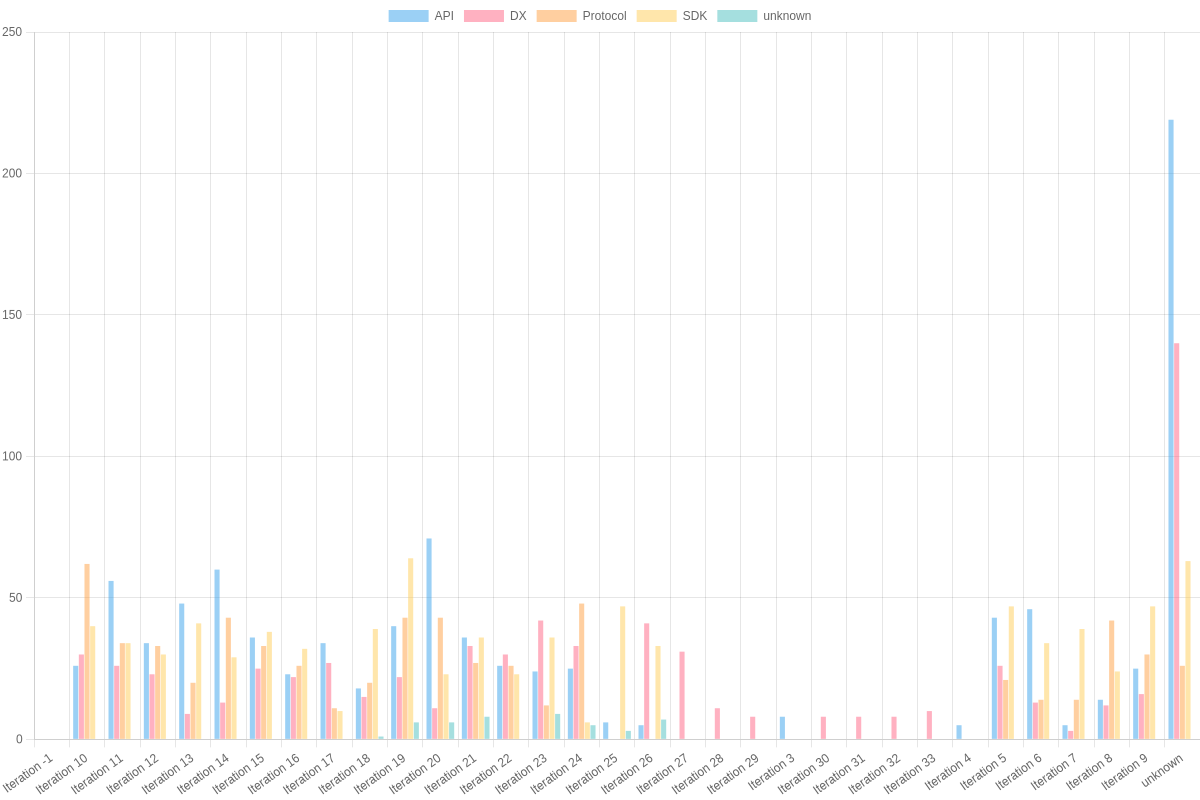 API DX Protocol SDK unknown
250
200
150
100
50
0
Iteration -1
Iteration 10
Iteration 11
Iteration 12
Iteration 13
Iteration 14
Iteration 15
Iteration 16
Iteration 17
Iteration 18
Iteration 19
Iteration 20
Iteration 21
Iteration 22
Iteration 23
Iteration 24
Iteration 25
Iteration 26
Iteration 27
Iteration 28
Iteration 29
Iteration 3
Iteration 30
Iteration 31
Iteration 32
Iteration 33
Iteration 4
Iteration 5
Iteration 6
Iteration 7
Iteration 8
Iteration 9
unknown